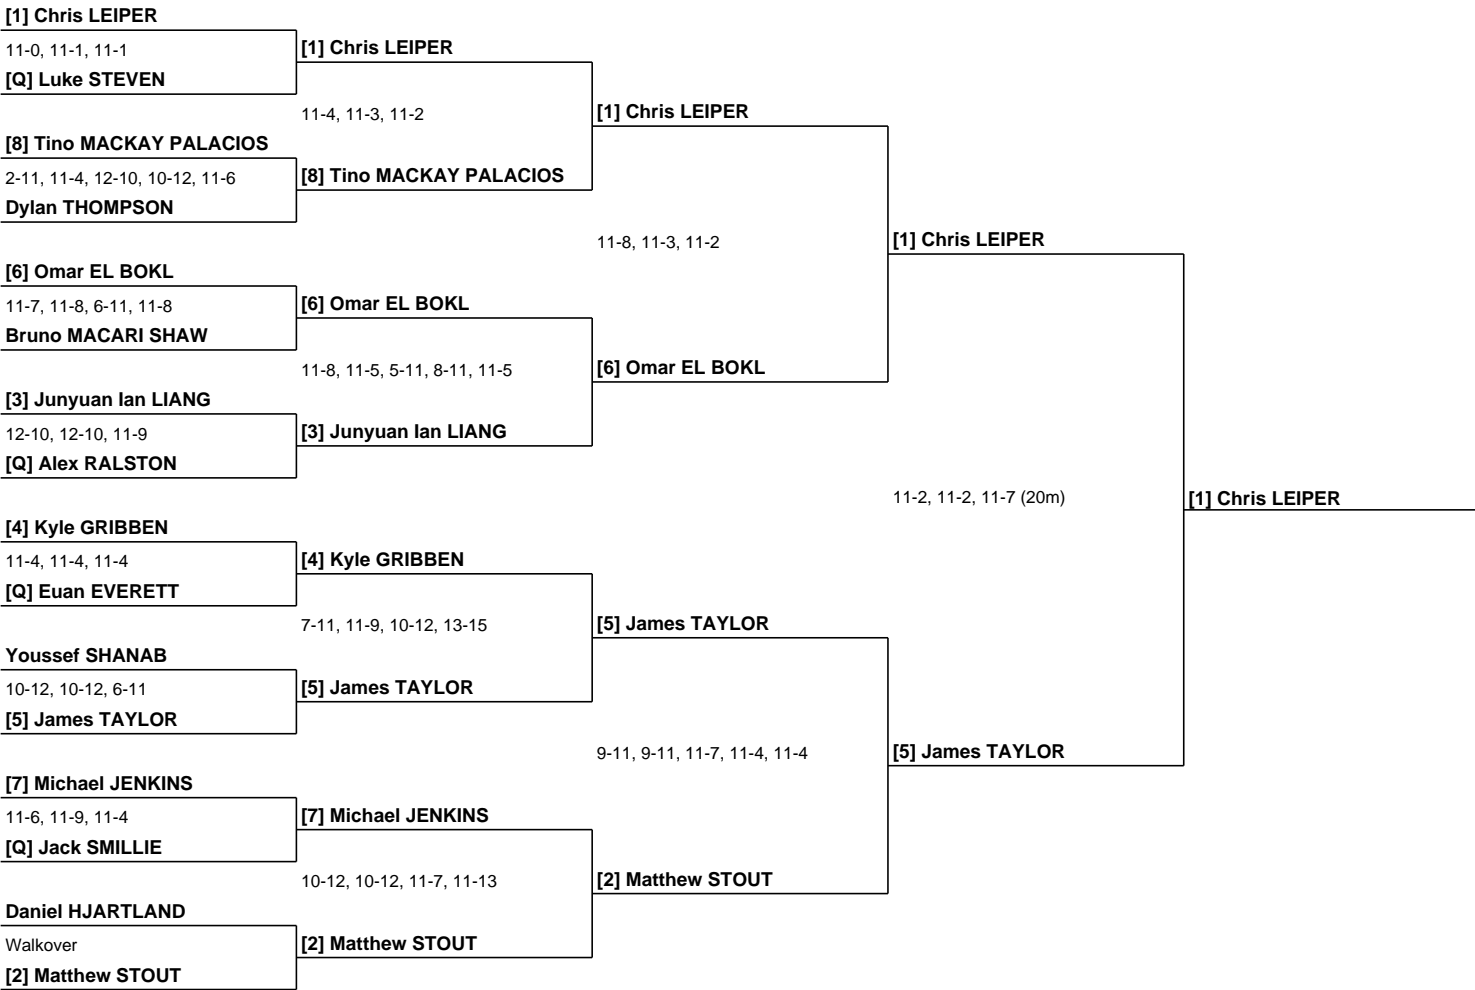 [1] Chris LEIPER
11-0, 11-1, 11-1
[Q] Luke STEVEN
[8] Tino MACKAY PALACIOS
2-11, 11-4, 12-10, 10-12, 11-6
Dylan THOMPSON
[6] Omar EL BOKL
11-7, 11-8, 6-11, 11-8
Bruno MACARI SHAW
[3] Junyuan Ian LIANG
12-10, 12-10, 11-9
[Q] Alex RALSTON
[4] Kyle GRIBBEN
11-4, 11-4, 11-4
[Q] Euan EVERETT
Youssef SHANAB
10-12, 10-12, 6-11
[5] James TAYLOR
[7] Michael JENKINS
11-6, 11-9, 11-4
[Q] Jack SMILLIE
Daniel HJARTLAND
Walkover
[2] Matthew STOUT
[1] Chris LEIPER
11-4, 11-3, 11-2
[8] Tino MACKAY PALACIOS
[6] Omar EL BOKL
11-8, 11-5, 5-11, 8-11, 11-5
[3] Junyuan Ian LIANG
[4] Kyle GRIBBEN
7-11, 11-9, 10-12, 13-15
[5] James TAYLOR
[7] Michael JENKINS
10-12, 10-12, 11-7, 11-13
[2] Matthew STOUT
[1] Chris LEIPER
11-8, 11-3, 11-2
[6] Omar EL BOKL
[5] James TAYLOR
9-11, 9-11, 11-7, 11-4, 11-4
[2] Matthew STOUT
[1] Chris LEIPER
11-2, 11-2, 11-7 (20m)
[5] James TAYLOR
[1] Chris LEIPER